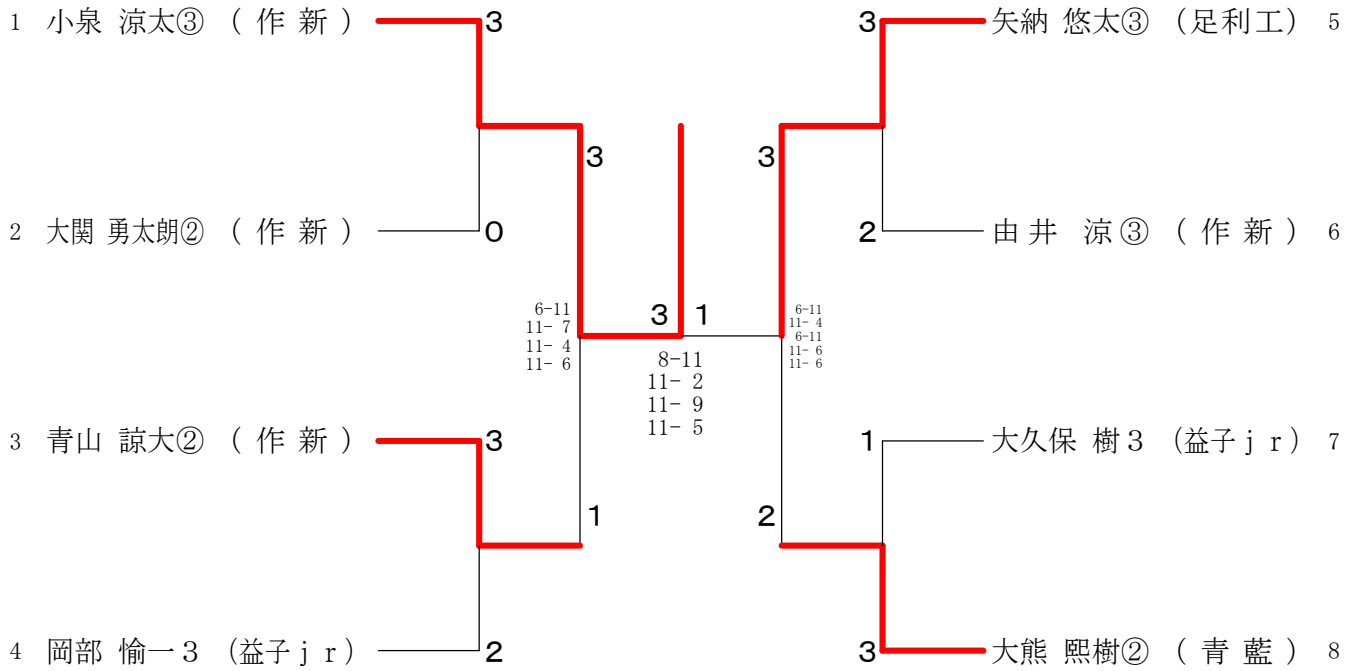 1 小泉 涼太③ (作新) 3
3 矢納 悠太③ (足利工) 5
3
3
2 大関 勇太朗② (作新) 0
2 由井 涼③ (作新) 6
6-11
11- 7
11- 4
11- 6
3 1
8-11
11- 2
11- 9
11- 5
6-11
11- 4
6-11
11- 6
11- 6
3 青山 諒大② (作新) 3
1 大久保 樹3 (益子jr) 7
1
2
4 岡部 愉一3 (益子jr) 2
3 大熊 熙樹② (青藍) 8